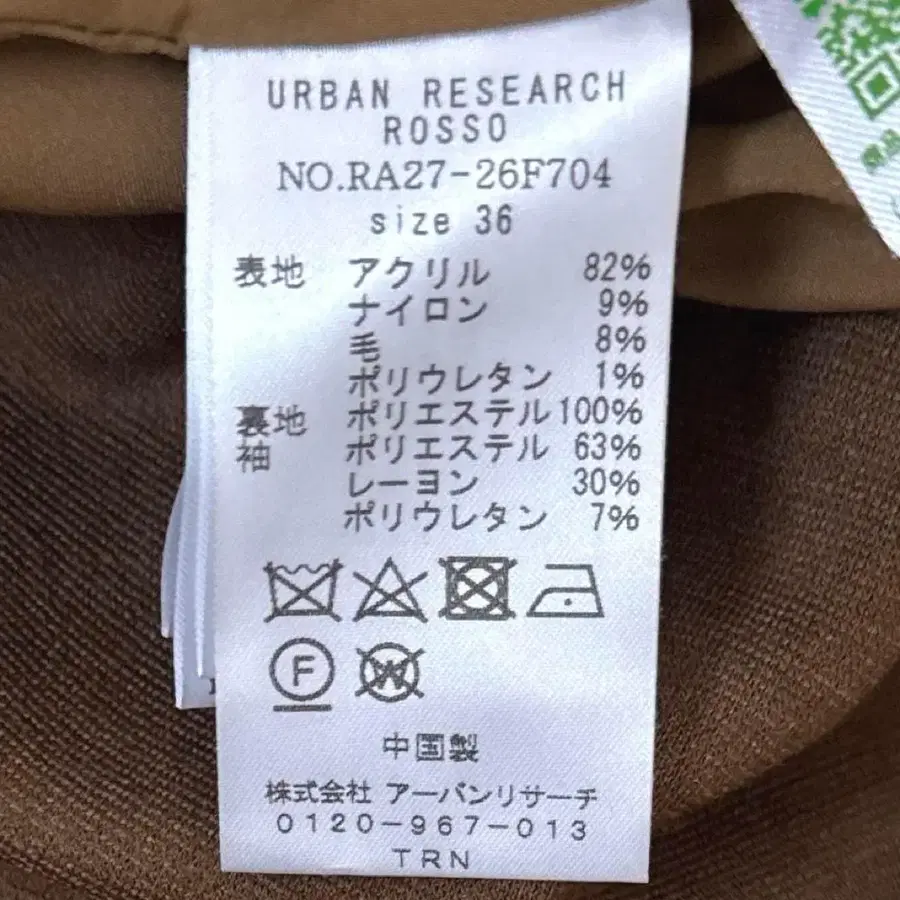 URBAN RESEARCH
ROSSO
NO.RA27-26F704
size 36
表地 アクリル 82%
ナイロン 9%
毛 8%
ポリウレタン 1%
裏地 ポリエステル 100%
袖 ポリエステル 63%
レーヨン 30%
ポリウレタン 7%
F
W
中国製
株式会社 アーバンリサーチ
0120-967-013
TRN